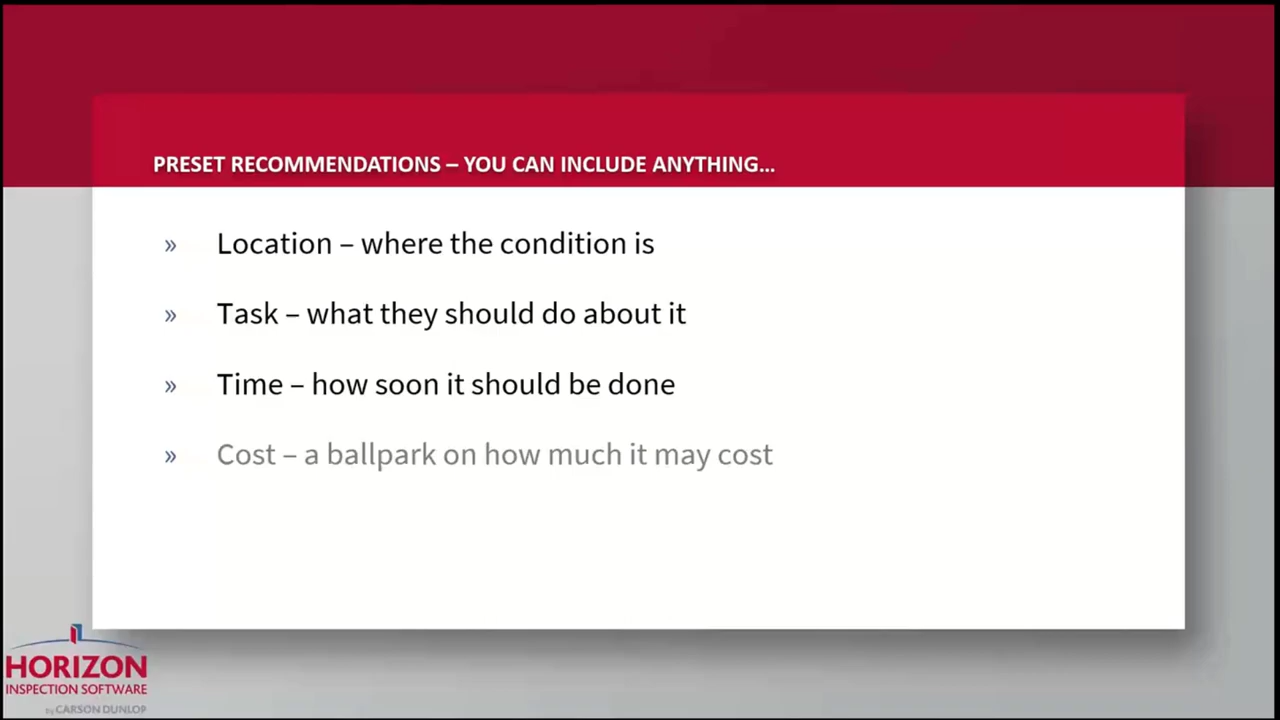 PRESET RECOMMENDATIONS – YOU CAN INCLUDE ANYTHING...
» Location – where the condition is
» Task – what they should do about it
» Time – how soon it should be done
» Cost – a ballpark on how much it may cost
HORIZON
INSPECTION SOFTWARE
by CARSON DUNLOP